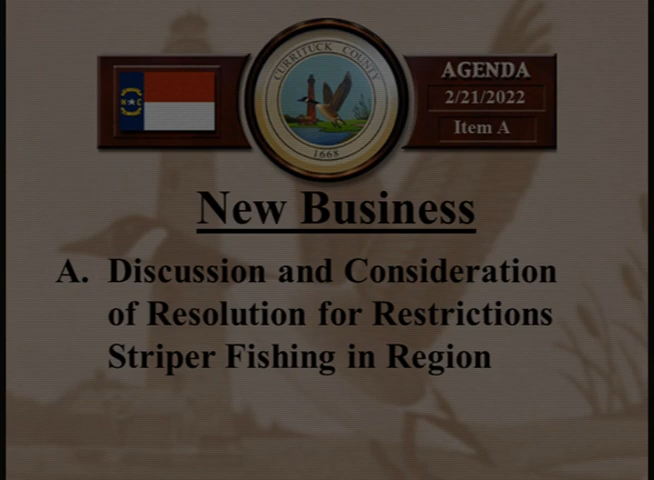 CURRITUCK COUNTY
1668
AGENDA
2/21/2022
Item A
New Business
A. Discussion and Consideration
of Resolution for Restrictions
Striper Fishing in Region